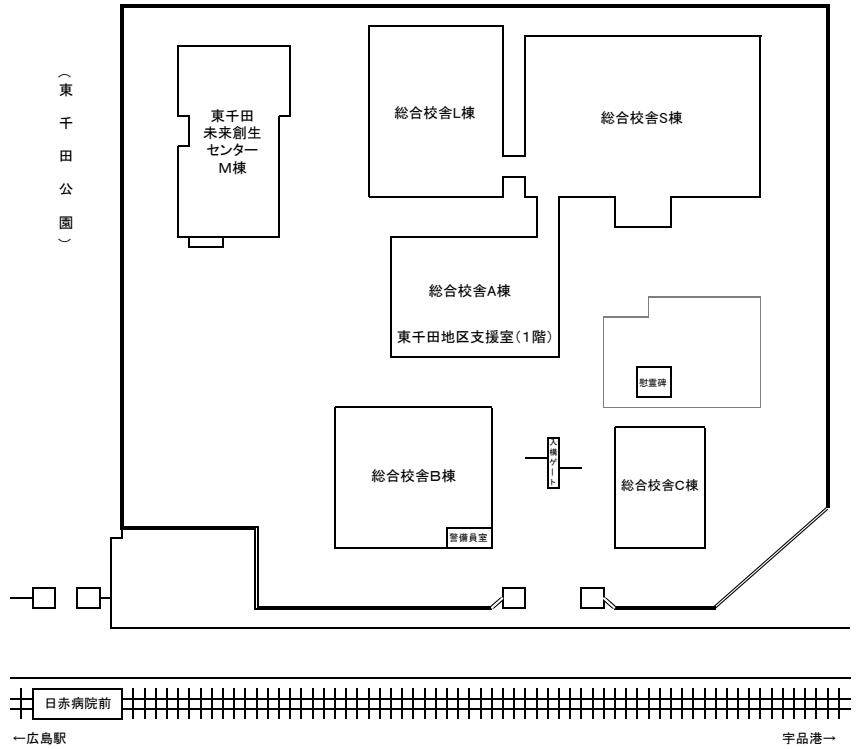 （東千田公園）
東千田
未来創生
センター
M棟
総合校舎L棟
総合校舎S棟
総合校舎A棟
東千田地区支援室（1階）
慰霊碑
入構ゲート
総合校舎B棟
総合校舎C棟
警備員室
日赤病院前
←広島駅
宇品港→